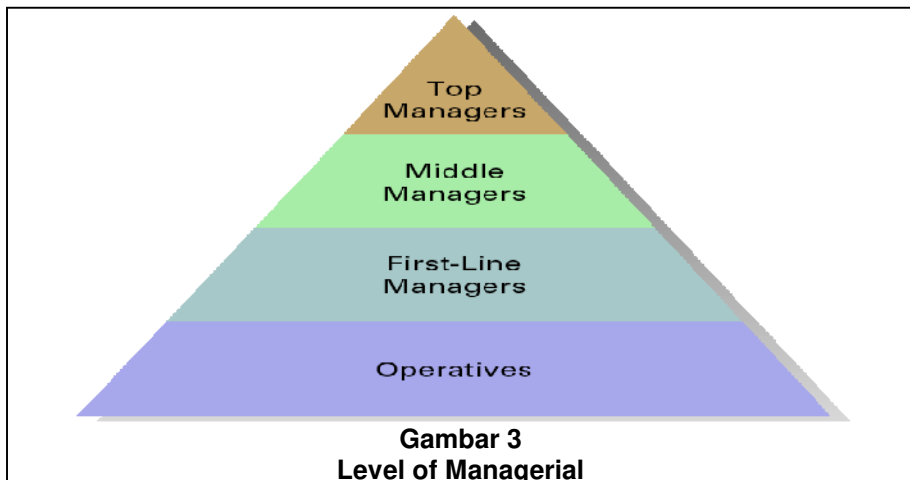 Top
Managers
Middle
Managers
First-Line
Managers
Operatives
Gambar 3
Level of Managerial